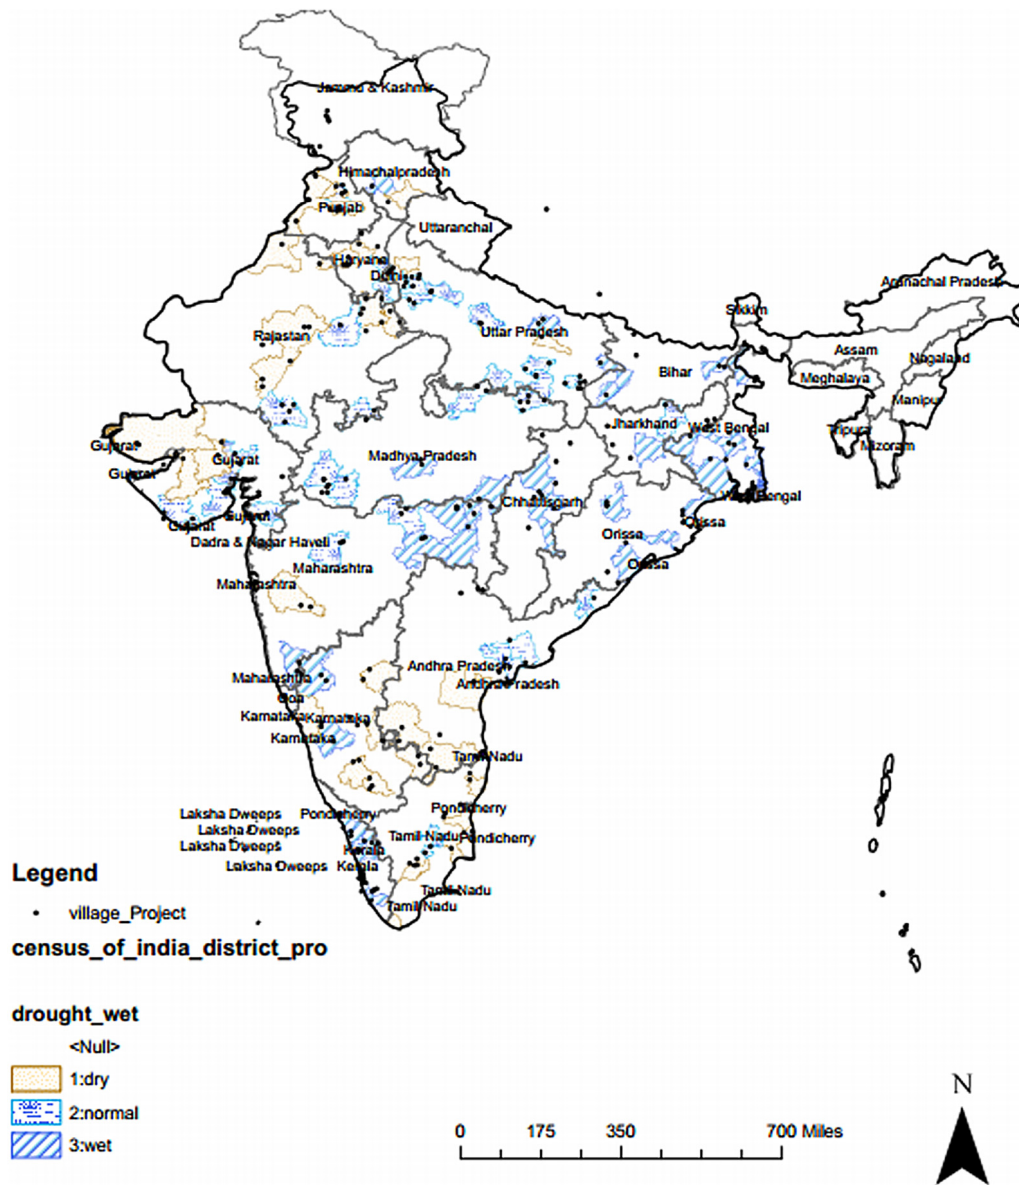 Jammu & Kashmir
Himachalpradesh
Punjab
Uttaranchal
Haryana
Delhi
Arunachal Pradesh
Sikkim
Rajastan
Uttar Pradesh
Assam
Nagaland
Bihar
Meghalaya
Manipur
Jharkhand
West Bengal
Tripura
Mizoram
Gujarat
Gujarat
Madhya Pradesh
Gujarat
West Bengal
Chhattisgarh
Gujarat
Gujarat
Orissa
Orissa
Dadra & Nagar Haveli
Orissa
Maharashtra
Maharashtra
Andhra Pradesh
Maharashtra
Andhra Pradesh
Goa
Karnataka
Karnataka
Karnataka
Tamil Nadu
Pondicherry
Laksha Dweeps
Pondicherry
Laksha Dweeps
Tamil Nadu
Pondicherry
Laksha Dweeps
Kerala
Laksha Dweeps
Kerala
Tamil Nadu
Tamil Nadu
Legend
village_Project
census_of_india_district_pro
drought_wet
<Null>
1:dry
2:normal
3:wet
0 175 350 700 Miles
N